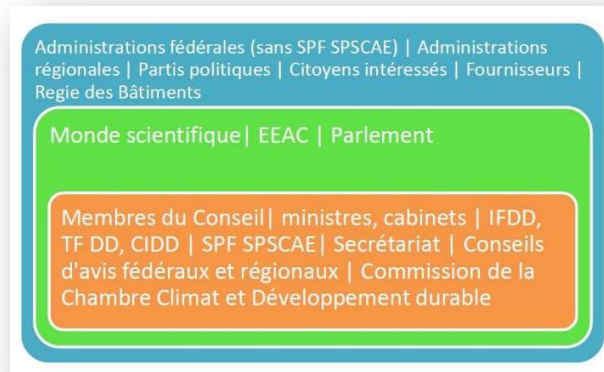 Administrations fédérales (sans SPF SPSCAE) | Administrations
régionales | Partis politiques | Citoyens intéressés | Fournisseurs |
Regie des Bâtiments
Monde scientifique| EEAC | Parlement
Membres du Conseil| ministres, cabinets | IFDD,
TF DD, CIDD | SPF SPSCAE| Secrétariat | Conseils
d'avis fédéraux et régionaux | Commission de la
Chambre Climat et Développement durable